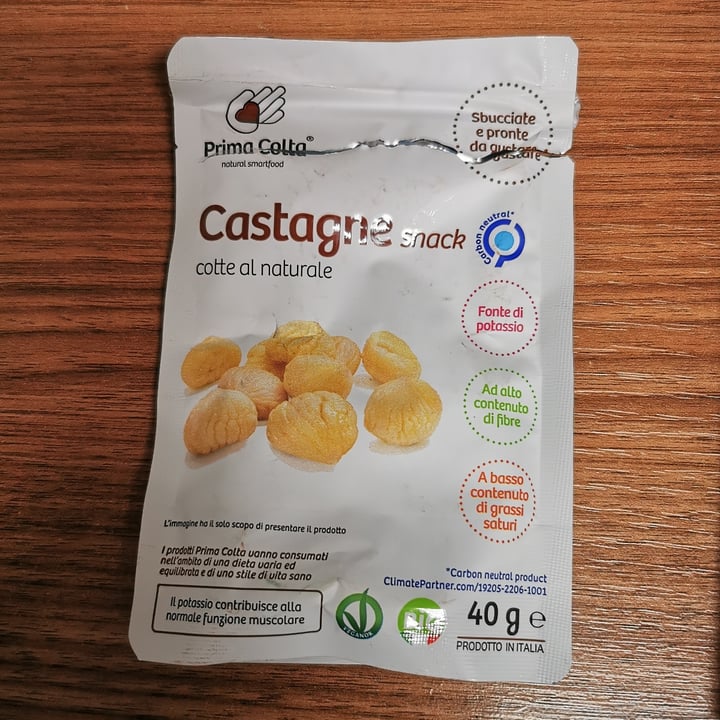 Prima Colta®
natural smartfood
Sbucciate
e pronte
da gustare*
Castagne snack
cotte al naturale
Carbon neutral*
Fonte di
potassio
Ad alto
contenuto
di fibre
A basso
contenuto
di grassi
saturi
L'immagine ha il solo scopo di presentare il prodotto
I prodotti Prima Colta vanno consumati
nell'ambito di una dieta varia ed
equilibrata e di uno stile di vita sano
*Carbon neutral product
ClimatePartner.com/19205-2206-1001
Il potassio contribuisce alla
normale funzione muscolare
VEGANOK
40 g e
PRODOTTO IN ITALIA